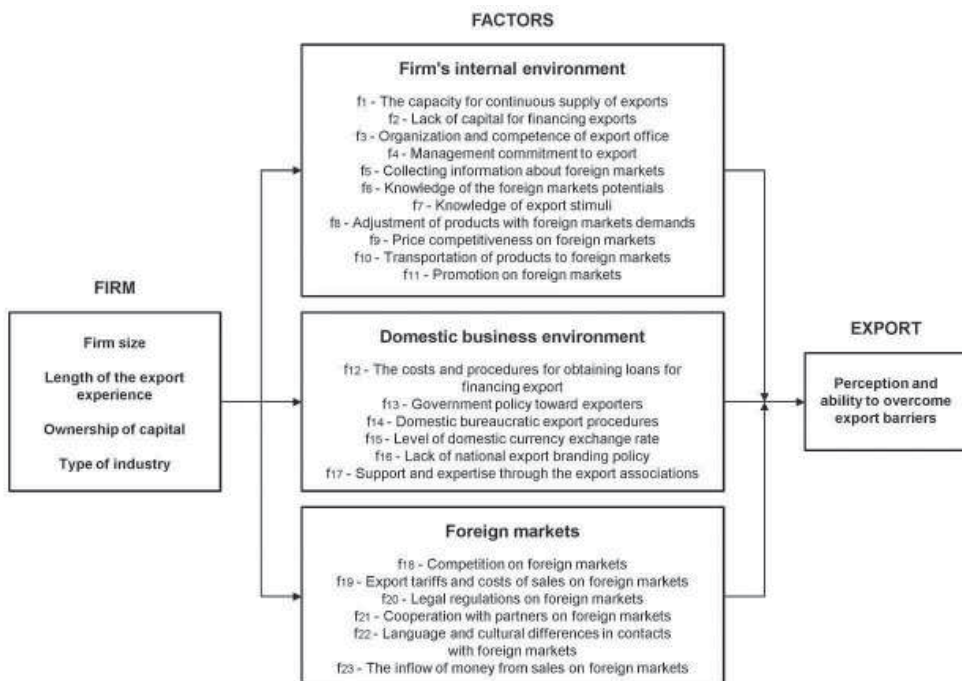 FACTORS
Firm's internal environment
f1 - The capacity for continuous supply of exports
f2 - Lack of capital for financing exports
f3 - Organization and competence of export office
f4 - Management commitment to export
f5 - Collecting information about foreign markets
f6 - Knowledge of the foreign markets potentials
f7 - Knowledge of export stimuli
f8 - Adjustment of products with foreign markets demands
f9 - Price competitiveness on foreign markets
f10 - Transportation of products to foreign markets
f11 - Promotion on foreign markets
FIRM
Firm size
Length of the export
experience
Ownership of capital
Type of industry
Domestic business environment
f12 - The costs and procedures for obtaining loans for
financing export
f13 - Government policy toward exporters
f14 - Domestic bureaucratic export procedures
f15 - Level of domestic currency exchange rate
f16 - Lack of national export branding policy
f17 - Support and expertise through the export associations
EXPORT
Perception and
ability to overcome
export barriers
Foreign markets
f18 - Competition on foreign markets
f19 - Export tariffs and costs of sales on foreign markets
f20 - Legal regulations on foreign markets
f21 - Cooperation with partners on foreign markets
f22 - Language and cultural differences in contacts
with foreign markets
f23 - The inflow of money from sales on foreign markets